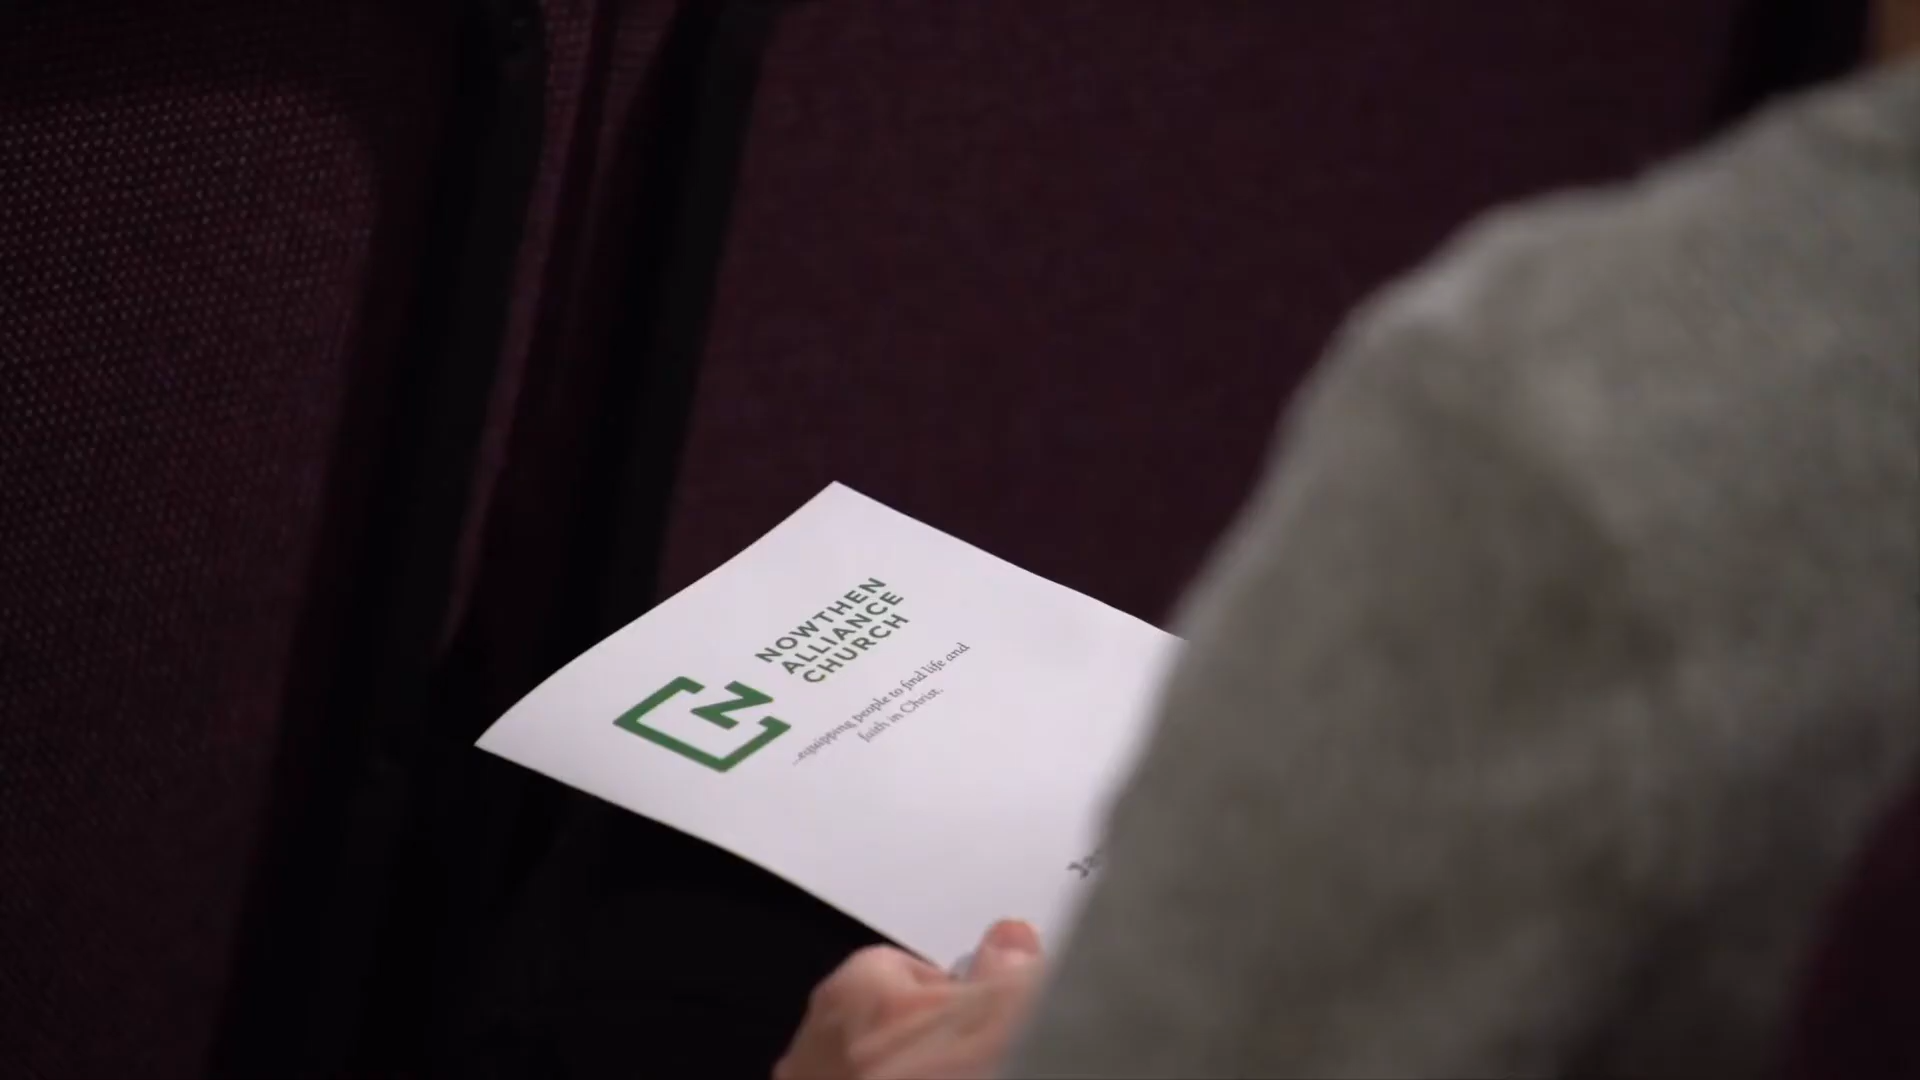 NOWTHEN
ALLIANCE
CHURCH
N
...equipping people to find life and
faith in Christ.